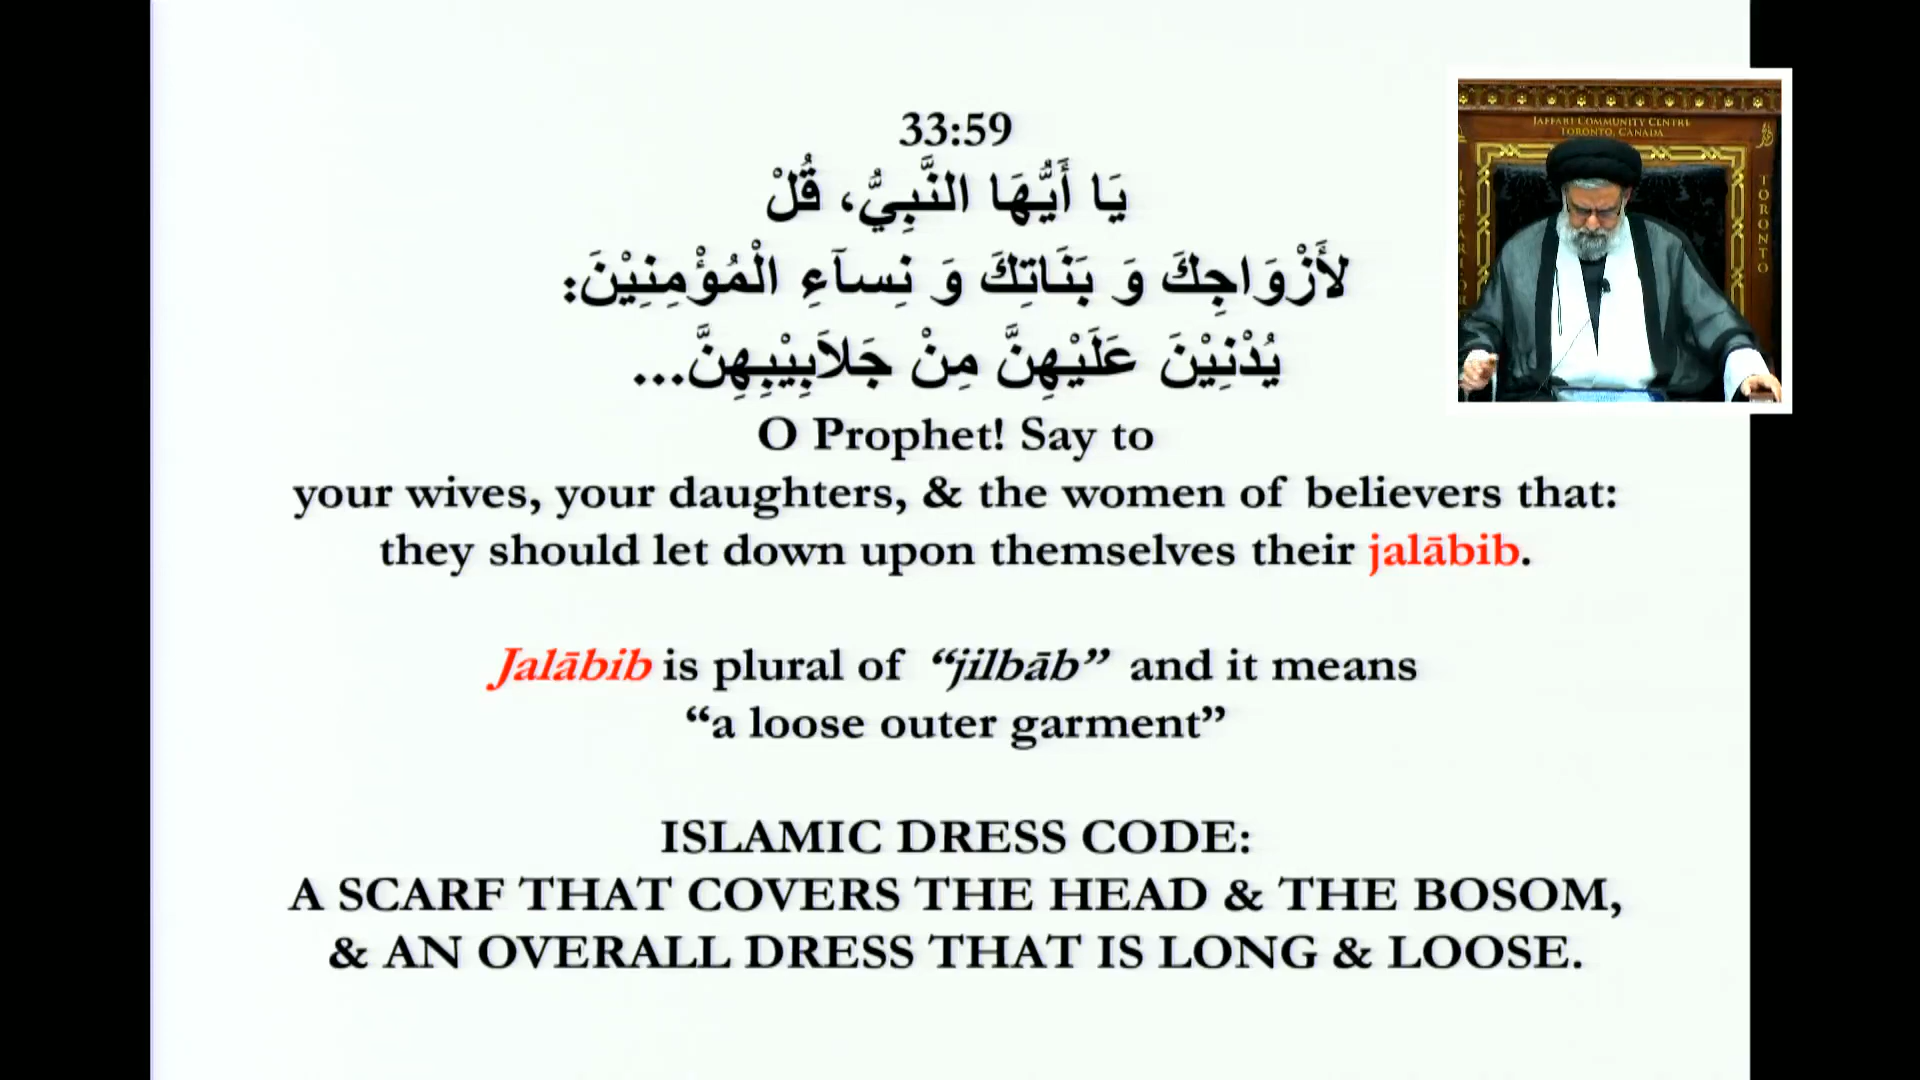 33:59
يَا أَيُّهَا النَّبِيُّ، قُلْ
لأَزْوَاجِكَ وَ بَنَاتِكَ وَ نِسآءِ الْمُؤْمِنِيْنَ:
يُدْنِيْنَ عَلَيْهِنَّ مِنْ جَلاَبِيْبِهِنَّ...
O Prophet! Say to
your wives, your daughters, & the women of believers that:
they should let down upon themselves their jalābib.
Jalābib is plural of “jilbāb” and it means
“a loose outer garment”
ISLAMIC DRESS CODE:
A SCARF THAT COVERS THE HEAD & THE BOSOM,
& AN OVERALL DRESS THAT IS LONG & LOOSE.
JAFFARI COMMUNITY CENTRE
TORONTO, CANADA
TORONTO